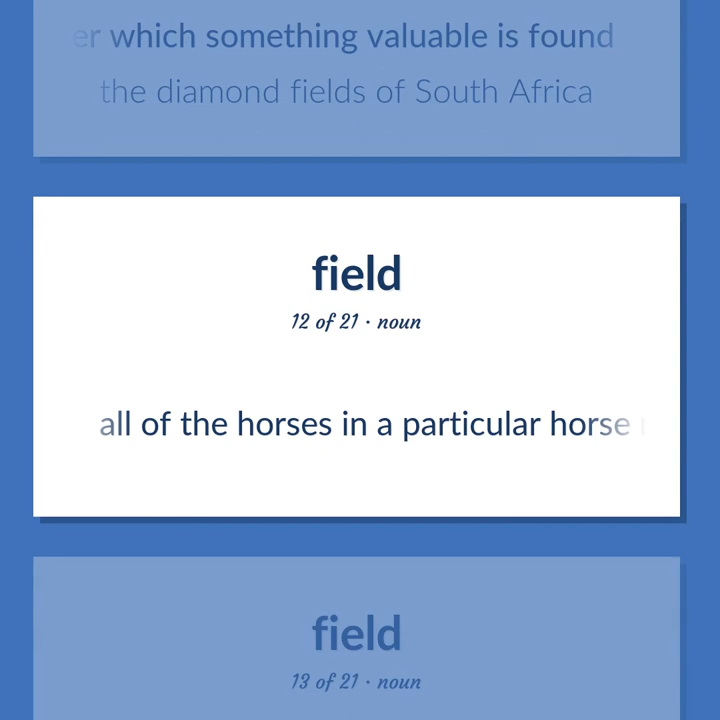 which something valuable is found
the diamond fields of South Africa
field
12 of 21 · noun
all of the horses in a particular horse
field
13 of 21 · noun